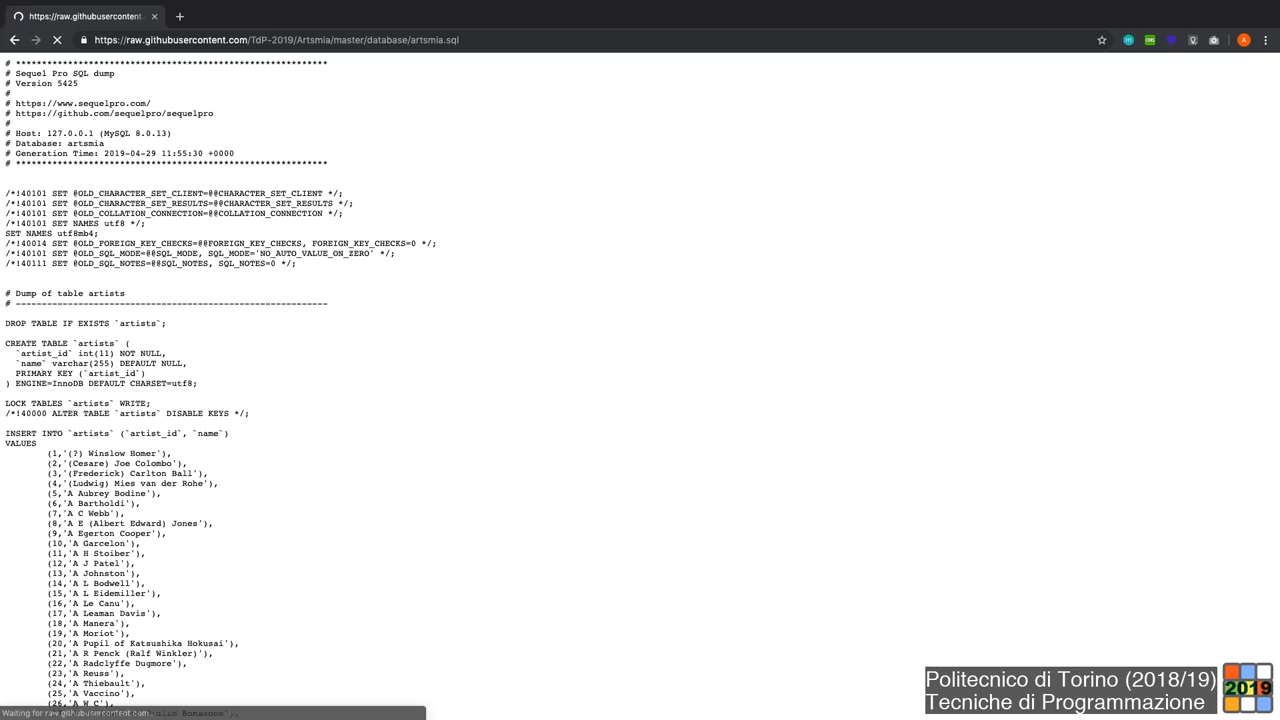 https://raw.githubusercontent.
https://raw.githubusercontent.com/TdP-2019/Artsmia/master/database/artsmia.sql
A
# ************************************************************
# Sequel Pro SQL dump
# Version 5425
#
# https://www.sequelpro.com/
# https://github.com/sequelpro/sequelpro
#
# Host: 127.0.0.1 (MySQL 8.0.13)
# Database: artsmia
# Generation Time: 2019-04-29 11:55:30 +0000
# ************************************************************
/*!40101 SET @OLD_CHARACTER_SET_CLIENT=@@CHARACTER_SET_CLIENT */;
/*!40101 SET @OLD_CHARACTER_SET_RESULTS=@@CHARACTER_SET_RESULTS */;
/*!40101 SET @OLD_COLLATION_CONNECTION=@@COLLATION_CONNECTION */;
/*!40101 SET NAMES utf8 */;
SET NAMES utf8mb4;
/*!40014 SET @OLD_FOREIGN_KEY_CHECKS=@@FOREIGN_KEY_CHECKS, FOREIGN_KEY_CHECKS=0 */;
/*!40101 SET @OLD_SQL_MODE=@@SQL_MODE, SQL_MODE='NO_AUTO_VALUE_ON_ZERO' */;
/*!40111 SET @OLD_SQL_NOTES=@@SQL_NOTES, SQL_NOTES=0 */;
# Dump of table artists
# ------------------------------------------------------------
DROP TABLE IF EXISTS `artists`;
CREATE TABLE `artists` (
`artist_id` int(11) NOT NULL,
`name` varchar(255) DEFAULT NULL,
PRIMARY KEY (`artist_id`)
) ENGINE=InnoDB DEFAULT CHARSET=utf8;
LOCK TABLES `artists` WRITE;
/*!40000 ALTER TABLE `artists` DISABLE KEYS */;
INSERT INTO `artists` (`artist_id`, `name`)
VALUES
(1,'(?) Winslow Homer'),
(2,'(Cesare) Joe Colombo'),
(3,'(Frederick) Carlton Ball'),
(4,'(Ludwig) Mies van der Rohe'),
(5,'A Aubrey Bodine'),
(6,'A Bartholdi'),
(7,'A C Webb'),
(8,'A E (Albert Edward) Jones'),
(9,'A Egerton Cooper'),
(10,'A Garcelon'),
(11,'A H Stoiber'),
(12,'A J Patel'),
(13,'A Johnston'),
(14,'A L Bodwell'),
(15,'A L Eidemiller'),
(16,'A Le Canu'),
(17,'A Leaman Davis'),
(18,'A Manera'),
(19,'A Moriot'),
(20,'A Pupil of Katsushika Hokusai'),
(21,'A R Penck (Ralf Winkler)'),
(22,'A Radclyffe Dugmore'),
(23,'A Reuss'),
(24,'A Thiebault'),
(25,'A Vaccino'),
(26,'A W C'),
Waiting for raw.githubusercontent.com...
Politecnico di Torino (2018/19)
Tecniche di Programmazione
2019